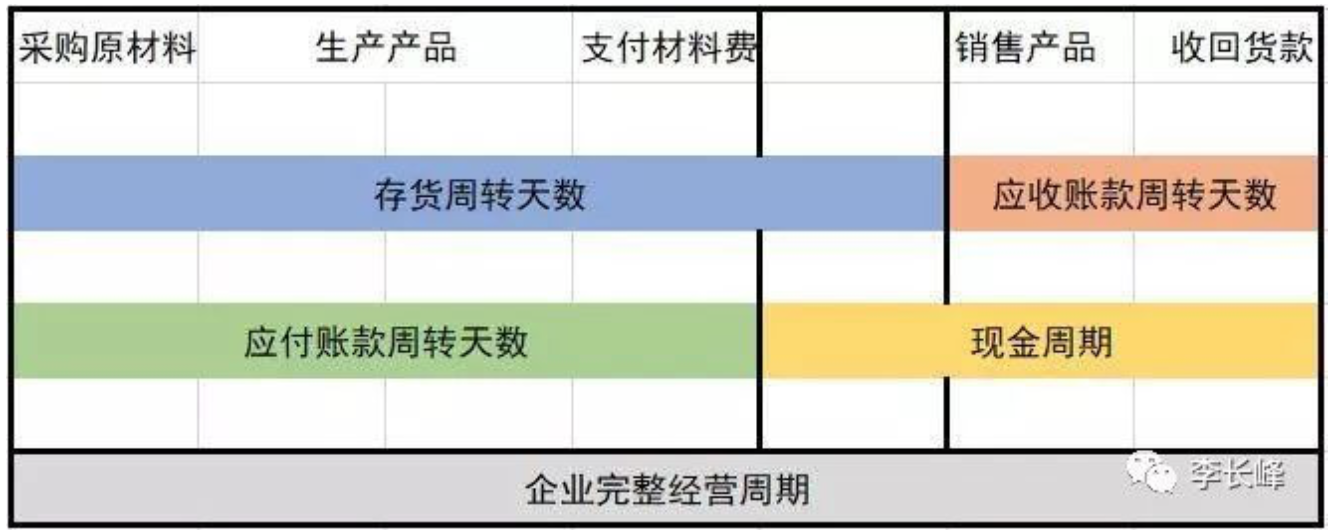 采购原材料 生产产品 支付材料费 销售产品 收回货款
存货周转天数 应收账款周转天数
应付账款周转天数 现金周期
企业完整经营周期
李长峰